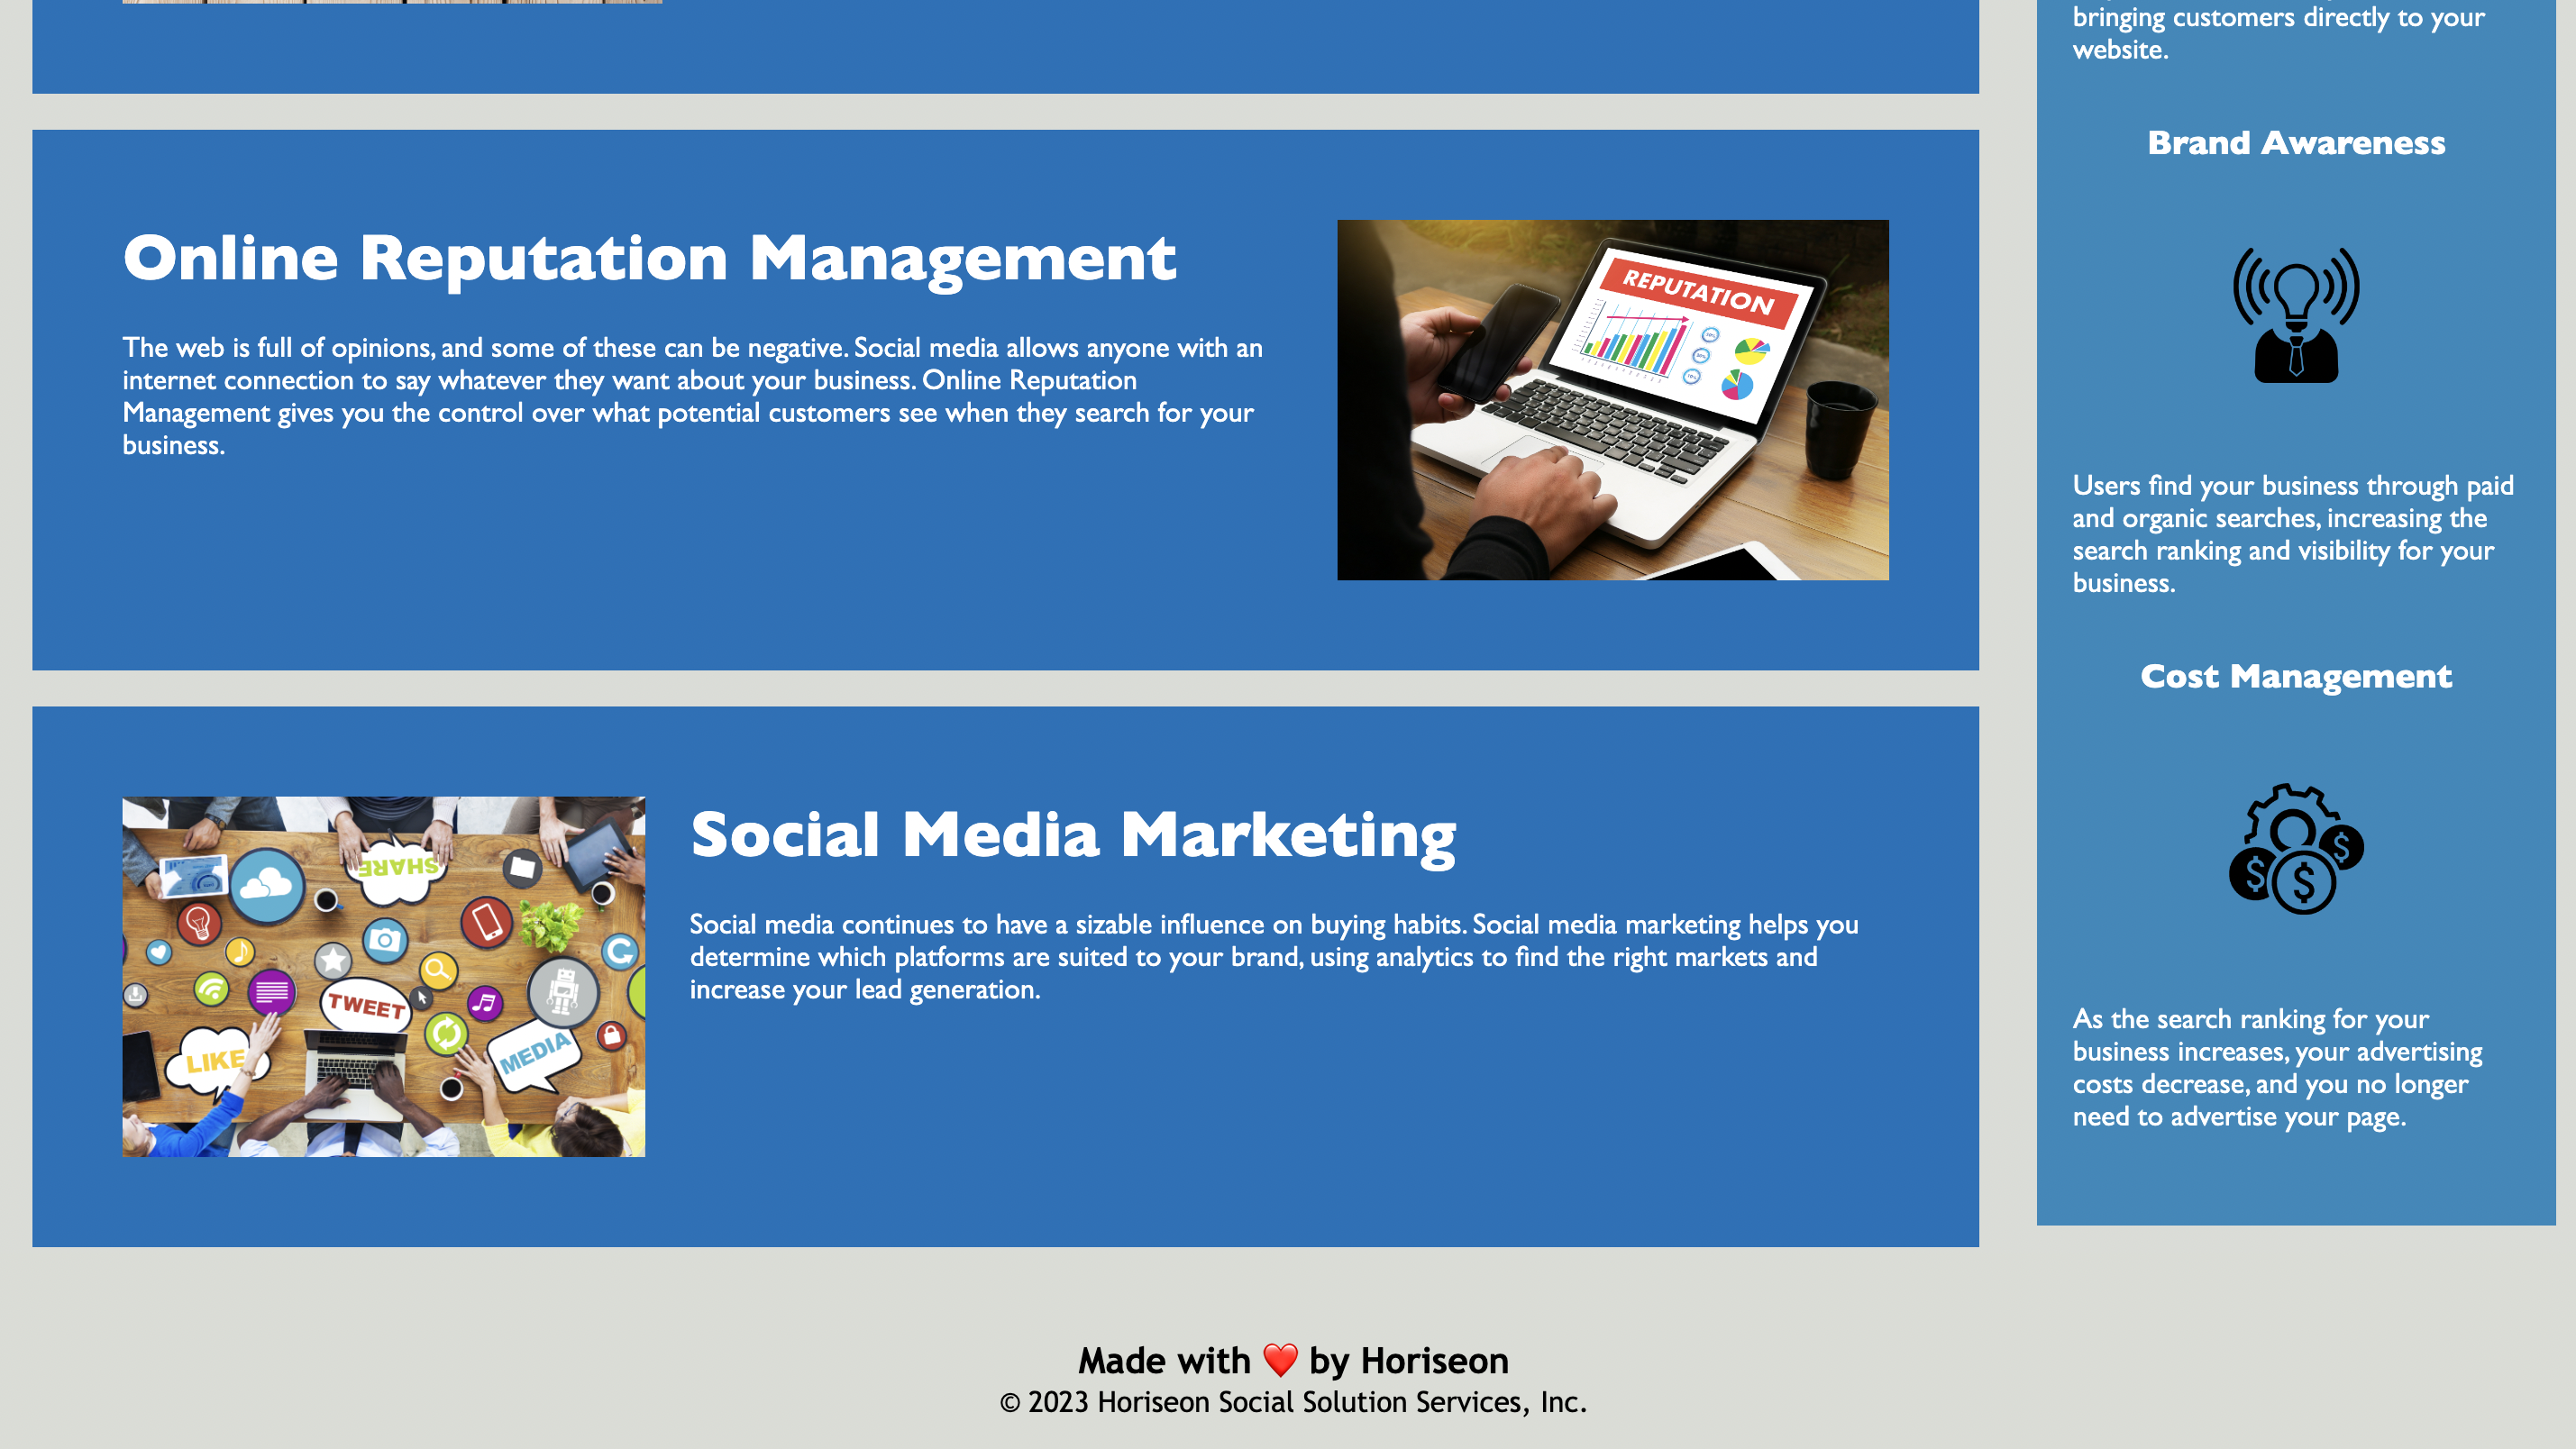 Online Reputation Management
The web is full of opinions, and some of these can be negative. Social media allows anyone with an
internet connection to say whatever they want about your business. Online Reputation
Management gives you the control over what potential customers see when they search for your
business.
REPUTATION
Social Media Marketing
Social media continues to have a sizable influence on buying habits. Social media marketing helps you
determine which platforms are suited to your brand, using analytics to find the right markets and
increase your lead generation.
SHARE
TWEET
LIKE
MEDIA
bringing customers directly to your
website.
Brand Awareness
Users find your business through paid
and organic searches, increasing the
search ranking and visibility for your
business.
Cost Management
$ $ $
As the search ranking for your
business increases, your advertising
costs decrease, and you no longer
need to advertise your page.
Made with ❤️ by Horiseon
© 2023 Horiseon Social Solution Services, Inc.